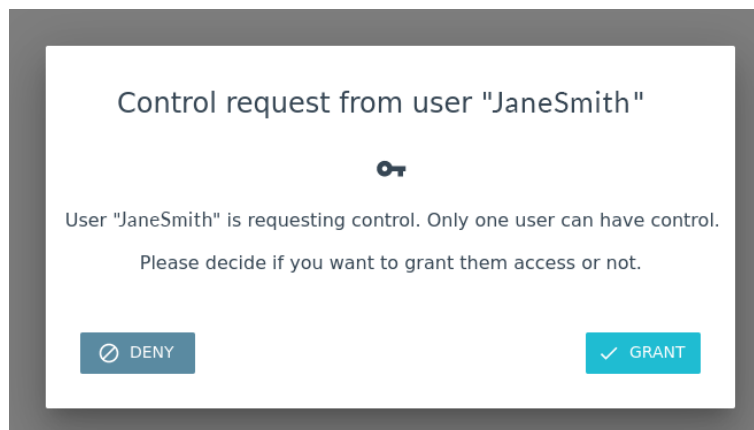 Control request from user "JaneSmith"
User "JaneSmith" is requesting control. Only one user can have control.
Please decide if you want to grant them access or not.
DENY
GRANT